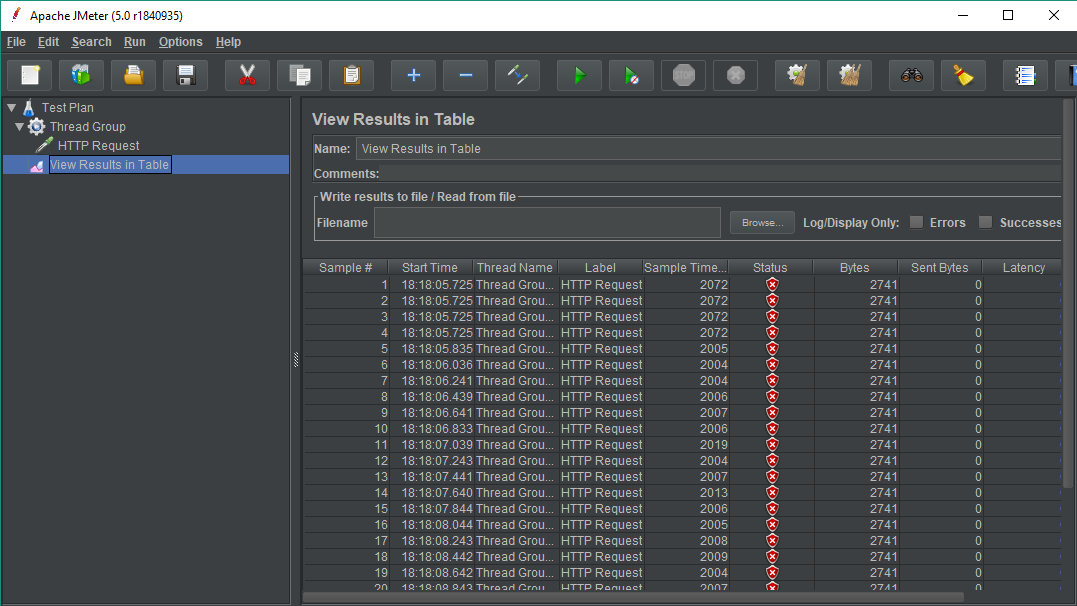 Apache JMeter (5.0 r1840935)
File Edit Search Run Options Help
STOP
Test Plan
Thread Group
HTTP Request
View Results in Table
View Results in Table
Name: View Results in Table
Comments:
Write results to file / Read from file
Filename Browse... Log/Display Only: Errors Successes
Sample # Start Time Thread Name Label Sample Time... Status Bytes Sent Bytes Latency
1 18:18:05.725 Thread Grou... HTTP Request 2072 2741 0
2 18:18:05.725 Thread Grou... HTTP Request 2072 2741 0
3 18:18:05.725 Thread Grou... HTTP Request 2072 2741 0
4 18:18:05.725 Thread Grou... HTTP Request 2072 2741 0
5 18:18:05.835 Thread Grou... HTTP Request 2005 2741 0
6 18:18:06.036 Thread Grou... HTTP Request 2004 2741 0
7 18:18:06.241 Thread Grou... HTTP Request 2004 2741 0
8 18:18:06.439 Thread Grou... HTTP Request 2006 2741 0
9 18:18:06.641 Thread Grou... HTTP Request 2007 2741 0
10 18:18:06.833 Thread Grou... HTTP Request 2006 2741 0
11 18:18:07.039 Thread Grou... HTTP Request 2019 2741 0
12 18:18:07.243 Thread Grou... HTTP Request 2004 2741 0
13 18:18:07.441 Thread Grou... HTTP Request 2007 2741 0
14 18:18:07.640 Thread Grou... HTTP Request 2013 2741 0
15 18:18:07.844 Thread Grou... HTTP Request 2006 2741 0
16 18:18:08.044 Thread Grou... HTTP Request 2005 2741 0
17 18:18:08.243 Thread Grou... HTTP Request 2008 2741 0
18 18:18:08.442 Thread Grou... HTTP Request 2009 2741 0
19 18:18:08.642 Thread Grou... HTTP Request 2004 2741 0
20 18:18:08.843 Thread Grou... HTTP Request 2007 2741 0